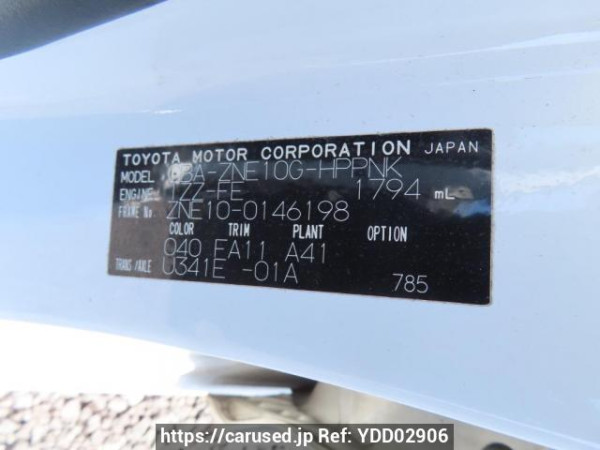 TOYOTA MOTOR CORPORATION JAPAN
MODEL CBA-ZNE10G-HPPNK
ENGINE 1ZZ-FE 1794 mL
FRAME No. ZNE10-0146198
COLOR TRIM PLANT OPTION
040 FA11 A41
TRANS/AXLE U341E -01A
785
https://carused.jp Ref: YDD02906